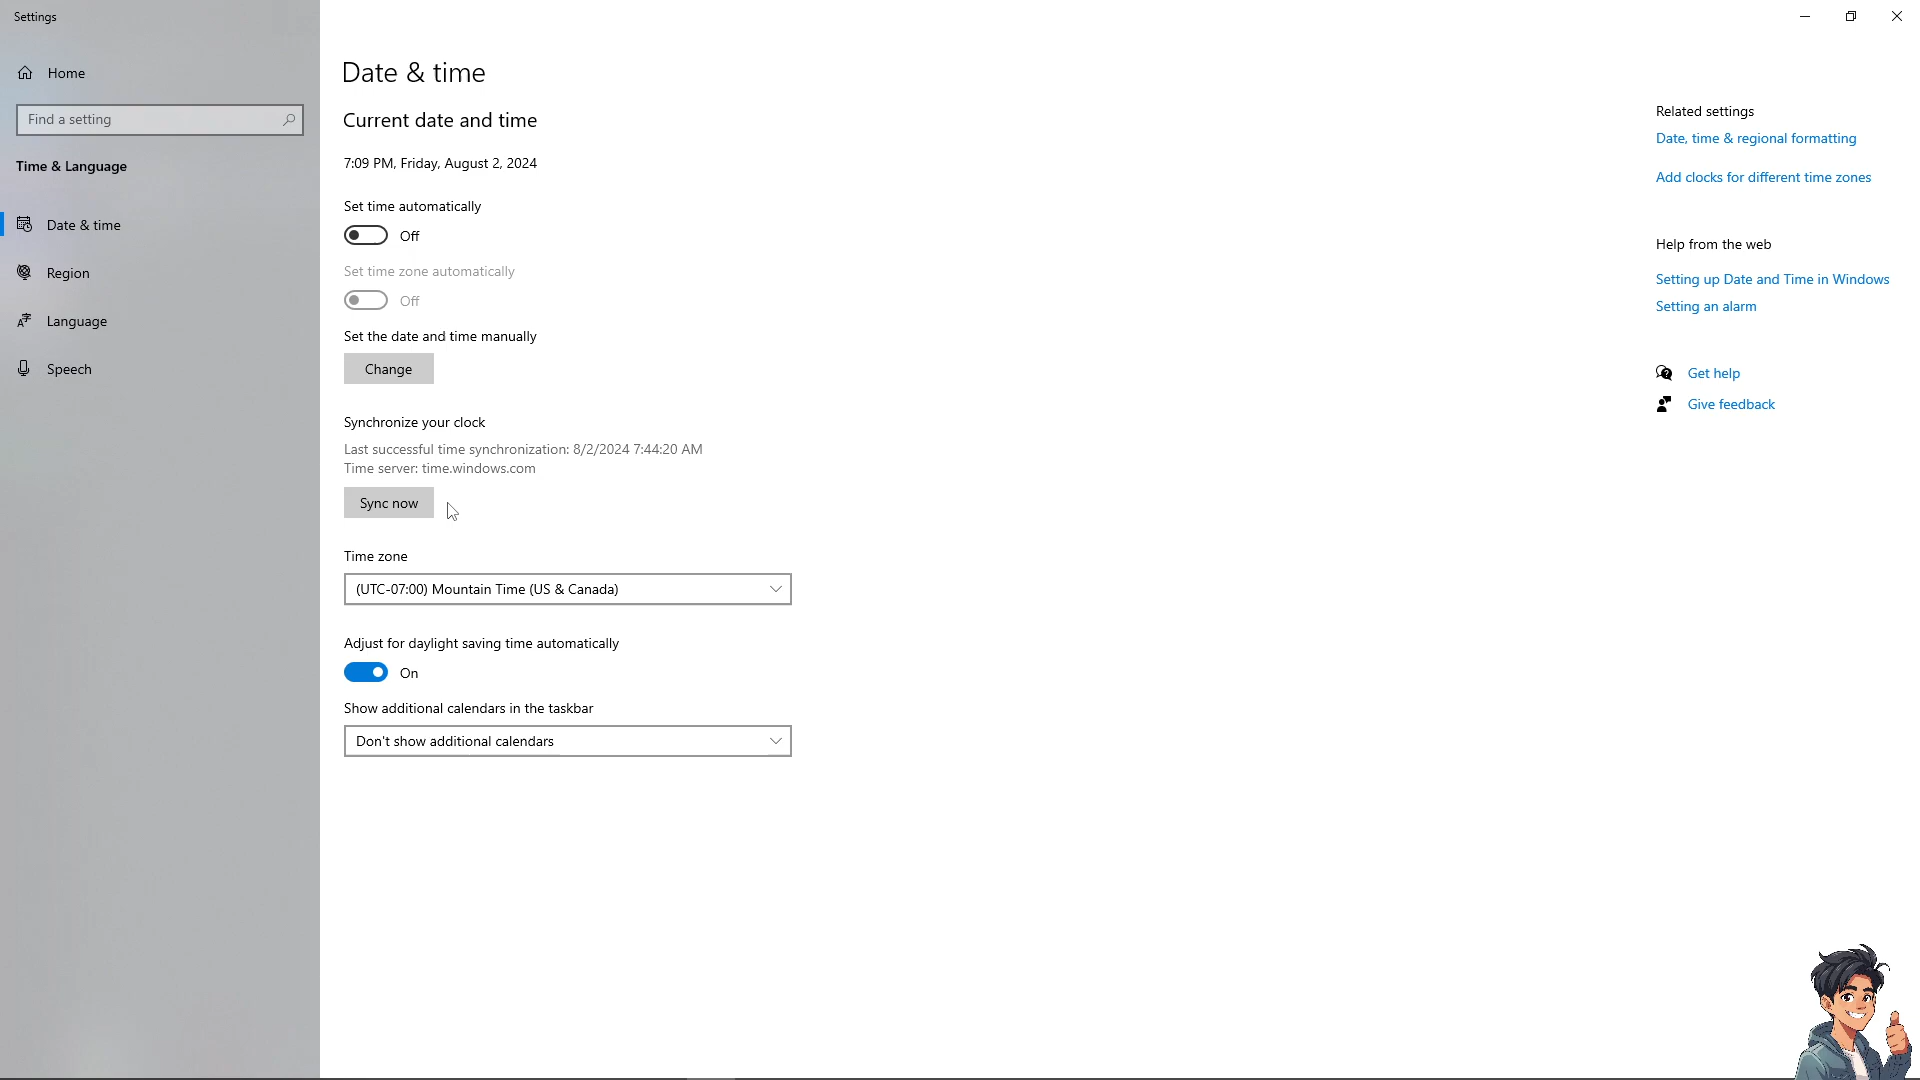 Settings
Home
Find a setting
Time & Language
Date & time
Region
Language
Speech
Date & time
Current date and time
7:09 PM, Friday, August 2, 2024
Set time automatically
Off
Set time zone automatically
Off
Set the date and time manually
Change
Synchronize your clock
Last successful time synchronization: 8/2/2024 7:44:20 AM
Time server: time.windows.com
Sync now
Time zone
(UTC-07:00) Mountain Time (US & Canada)
Adjust for daylight saving time automatically
On
Show additional calendars in the taskbar
Don't show additional calendars
Related settings
Date, time & regional formatting
Add clocks for different time zones
Help from the web
Setting up Date and Time in Windows
Setting an alarm
Get help
Give feedback